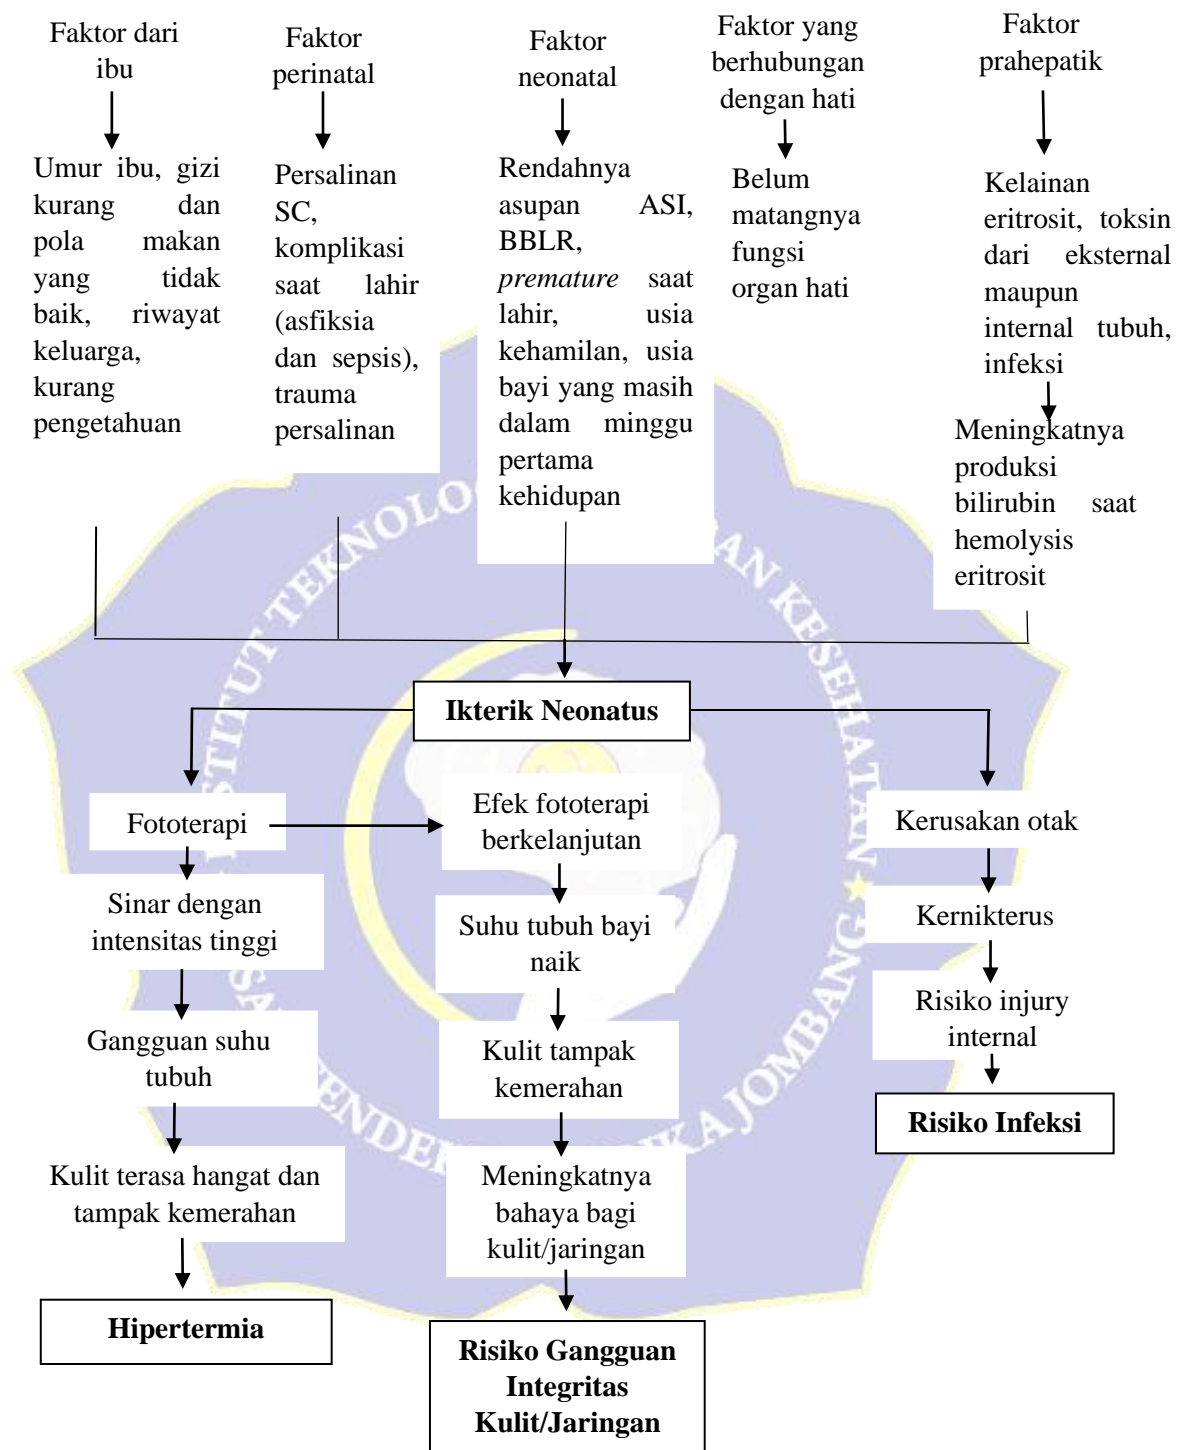 Faktor dari
ibu
Umur ibu, gizi
kurang dan
pola makan
yang tidak
baik, riwayat
keluarga,
kurang
pengetahuan
Faktor
perinatal
Persalinan
SC,
komplikasi
saat lahir
(asfiksia
dan sepsis),
trauma
persalinan
Faktor
neonatal
Rendahnya
asupan ASI,
BBLR,
premature saat
lahir, usia
kehamilan, usia
bayi yang masih
dalam minggu
pertama
kehidupan
Faktor yang
berhubungan
dengan hati
Belum
matangnya
fungsi
organ hati
Faktor
prahepatik
Kelainan
eritrosit, toksin
dari eksternal
maupun
internal tubuh,
infeksi
Meningkatnya
produksi
bilirubin saat
hemolysis
eritrosit
Ikterik Neonatus
Fototerapi
Sinar dengan
intensitas tinggi
Gangguan suhu
tubuh
Kulit terasa hangat dan
tampak kemerahan
Hipertermia
Efek fototerapi
berkelanjutan
Suhu tubuh bayi
naik
Kulit tampak
kemerahan
Meningkatnya
bahaya bagi
kulit/jaringan
Risiko Gangguan
Integritas
Kulit/Jaringan
Kerusakan otak
Kernikterus
Risiko injury
internal
Risiko Infeksi
DAN KESEHATAN
JOMBANG